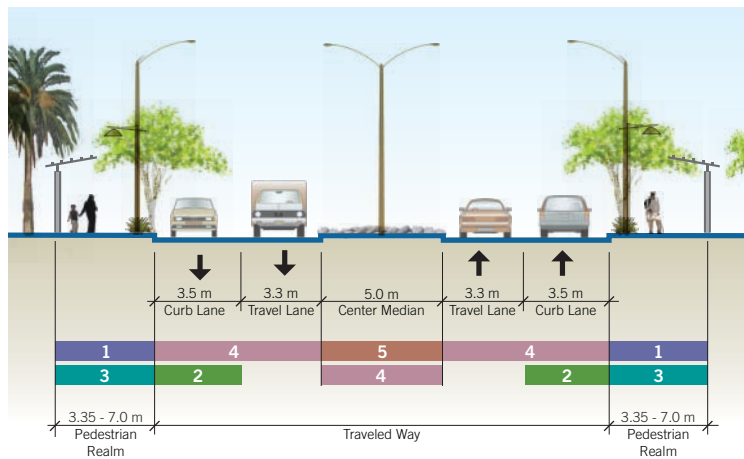 3.5 m
3.3 m
5.0 m
3.3 m
3.5 m
Curb Lane
Travel Lane
Center Median
Travel Lane
Curb Lane
1
4
5
4
1
3
2
4
2
3
3.35 - 7.0 m
3.35 - 7.0 m
Pedestrian
Realm
Traveled Way
Pedestrian
Realm